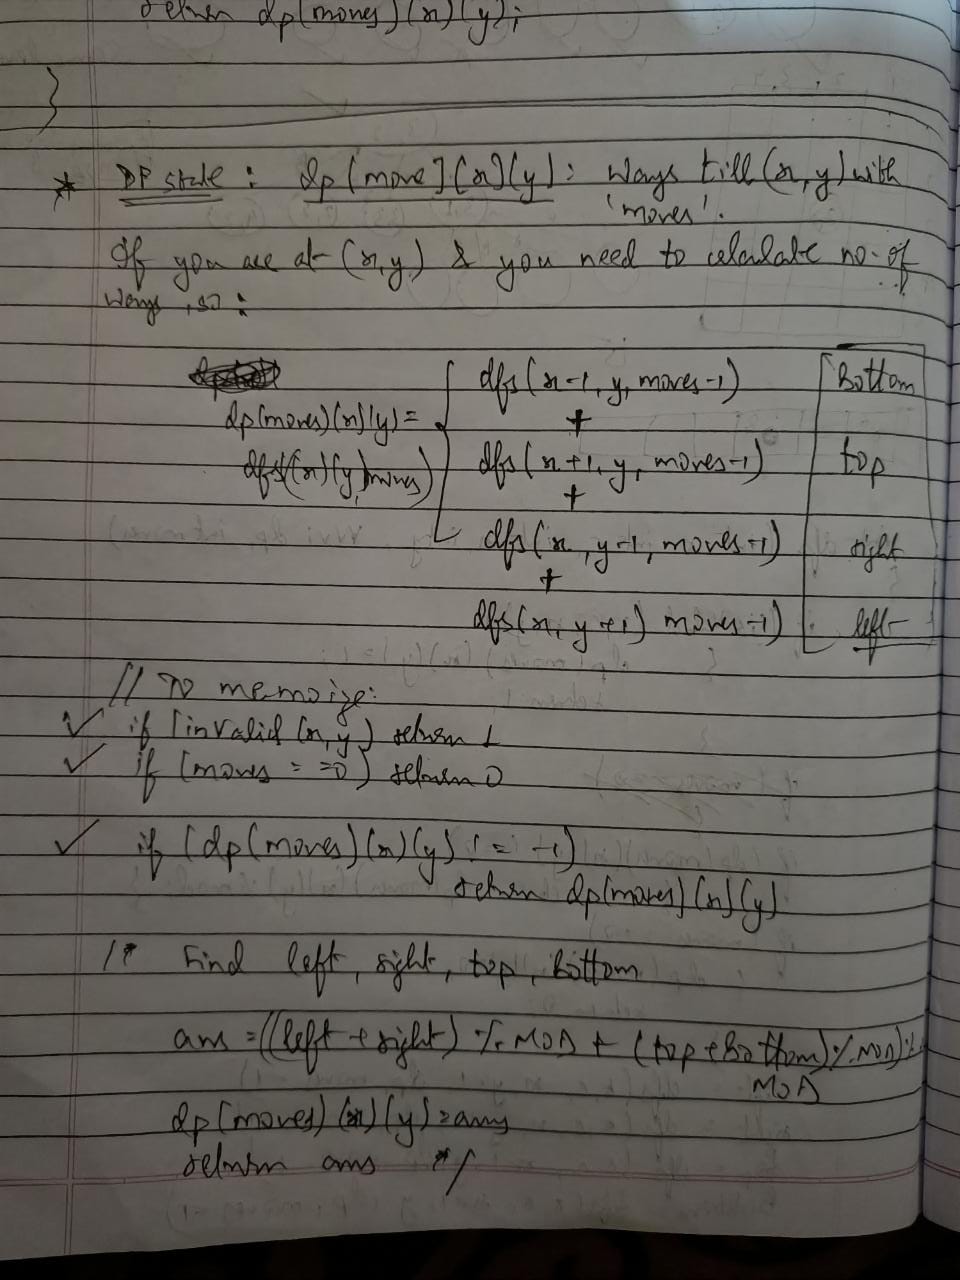 return dp[moves][x][y];
}
* DP state : dp[move][x][y] : Ways till (x,y) with
'moves'.
If you are at (x,y) & you need to calculate no. of
ways, so :
dp[moves][x][y] =
dfs(x-1, y, moves-1) Bottom
+
dfs(x+1, y, moves-1) top
+
dfs(x, y-1, moves-1) right
+
dfs(x, y+1) moves-1) left
// To memoize:
✓ if invalid (x,y) return 1
✓ if (moves == 0) return 0
✓ if (dp[moves][x][y] != -1)
return dp[moves][x][y]
/* Find left, right, top, bottom
ans = ((left + right) % MOD + (top + Bottom) % MOD) %
MOD
dp[moves][x][y] = ans
return ans */